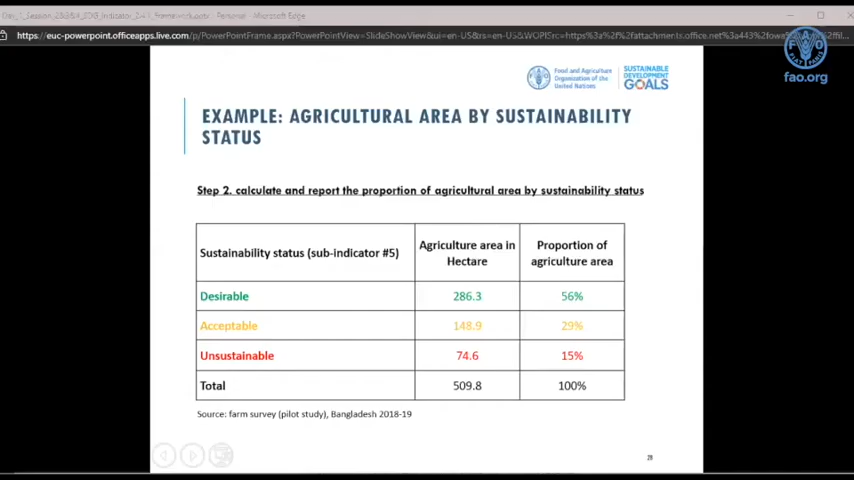 https://euc-powerpoint.officeapps.live.com/p/PowerPointFrame.aspx?PowerPointView=SlideShowView&ui=en-US&rs=en-US&WOPISrc=https%3a%2f%2fattachments.office.net%3a443%2fowa%
fao.org
Food and Agriculture
Organization of the
United Nations
SUSTAINABLE
DEVELOPMENT
GOALS
EXAMPLE: AGRICULTURAL AREA BY SUSTAINABILITY
STATUS
Step 2. calculate and report the proportion of agricultural area by sustainability status
Sustainability status (sub-indicator #5)
Agriculture area in
Hectare
Proportion of
agriculture area
Desirable 286.3 56%
Acceptable 148.9 29%
Unsustainable 74.6 15%
Total 509.8 100%
Source: farm survey (pilot study), Bangladesh 2018-19